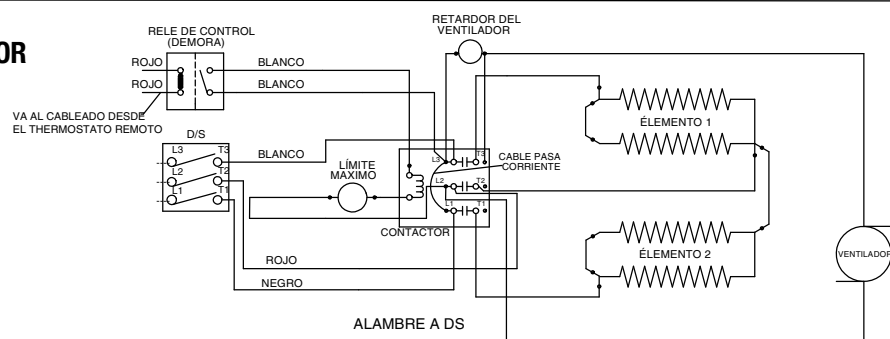 OR
RELE DE CONTROL
(DEMORA)
RETARDOR DEL
VENTILADOR
ROJO
BLANCO
ROJO
BLANCO
VA AL CABLEADO DESDE
EL THERMOSTATO REMOTO
D/S
L3
T3
L2
T2
L1
T1
BLANCO
LÍMITE
MAXIMO
L3
T3
L2
T2
L1
T1
CABLE PASA
CORRIENTE
CONTACTOR
ÉLEMENTO 1
ÉLEMENTO 2
VENTILADOR
ROJO
NEGRO
ALAMBRE A DS